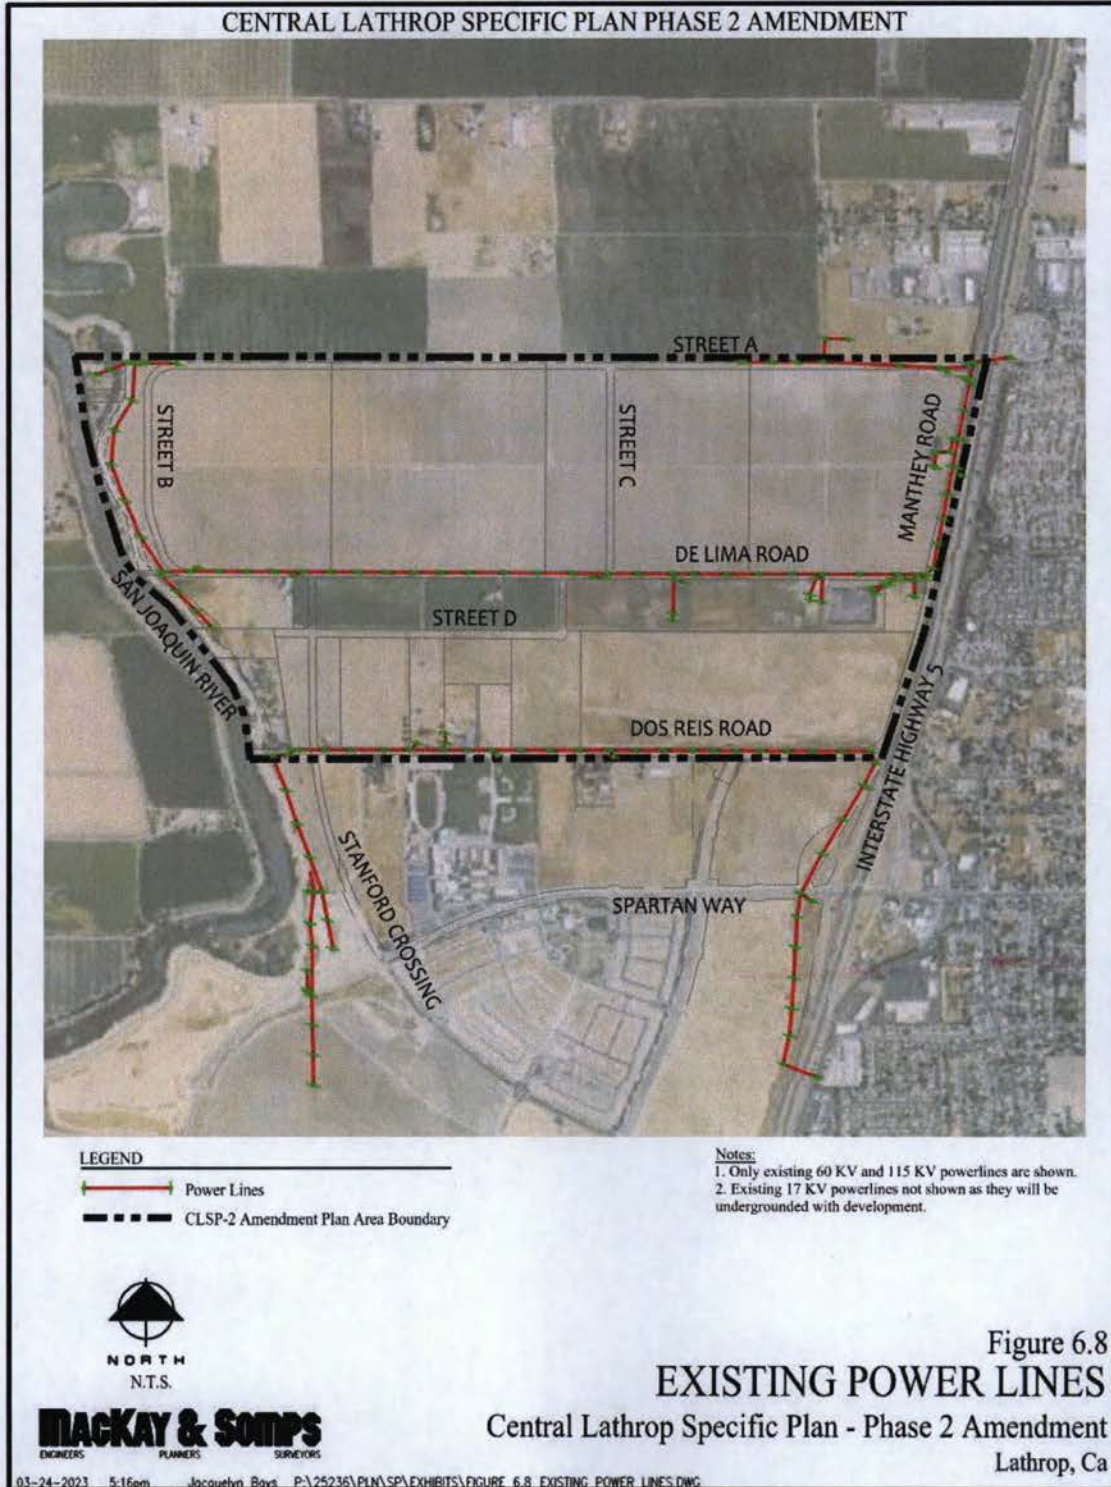 CENTRAL LATHROP SPECIFIC PLAN PHASE 2 AMENDMENT
STREET A
STREET B
STREET C
MANTHEY ROAD
DE LIMA ROAD
STREET D
SAN JOAQUIN RIVER
DOS REIS ROAD
INTERSTATE HIGHWAY 5
STANFORD CROSSING
SPARTAN WAY
LEGEND
Power Lines
CLSP-2 Amendment Plan Area Boundary
Notes:
1. Only existing 60 KV and 115 KV powerlines are shown.
2. Existing 17 KV powerlines not shown as they will be
undergrounded with development.
NORTH
N.T.S.
Figure 6.8
EXISTING POWER LINES
Central Lathrop Specific Plan - Phase 2 Amendment
Lathrop, Ca
MACKAY & SOMPS
ENGINEERS PLANNERS SURVEYORS
03-24-2023 5:16pm Jacquelyn Bays P:\25236\PLN\SP\EXHIBITS\FIGURE 6.8 EXISTING POWER LINES.DWG